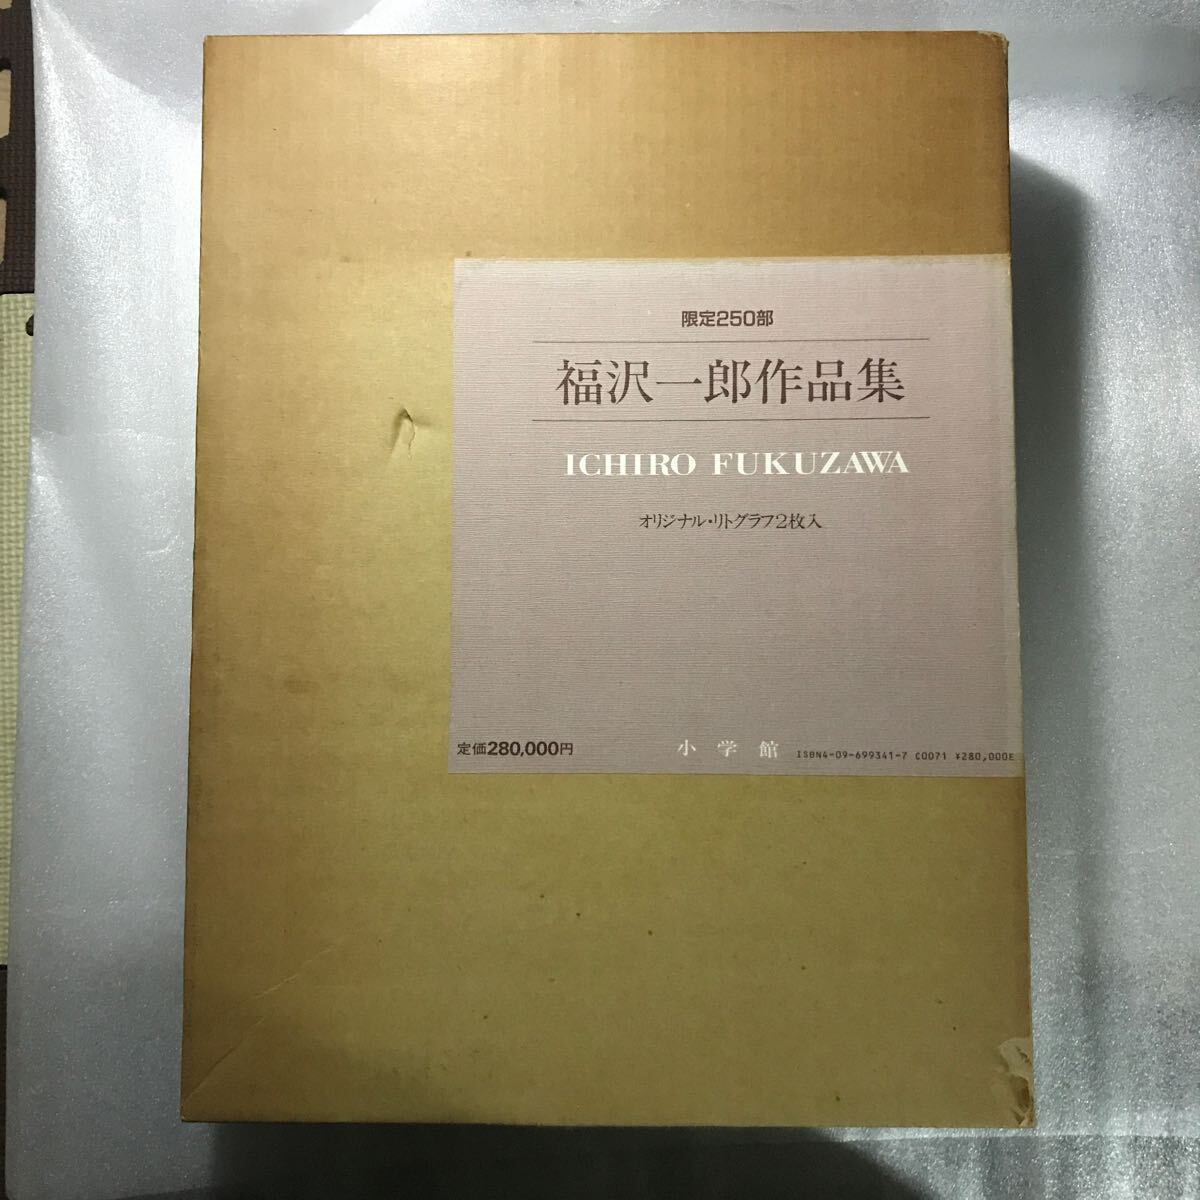 限定250部
福沢一郎作品集
ICHIRO FUKUZAWA
オリジナル・リトグラフ2枚入
定価280,000円 小学館 ISBN4-09-699341-7 C0071 ¥280,000E